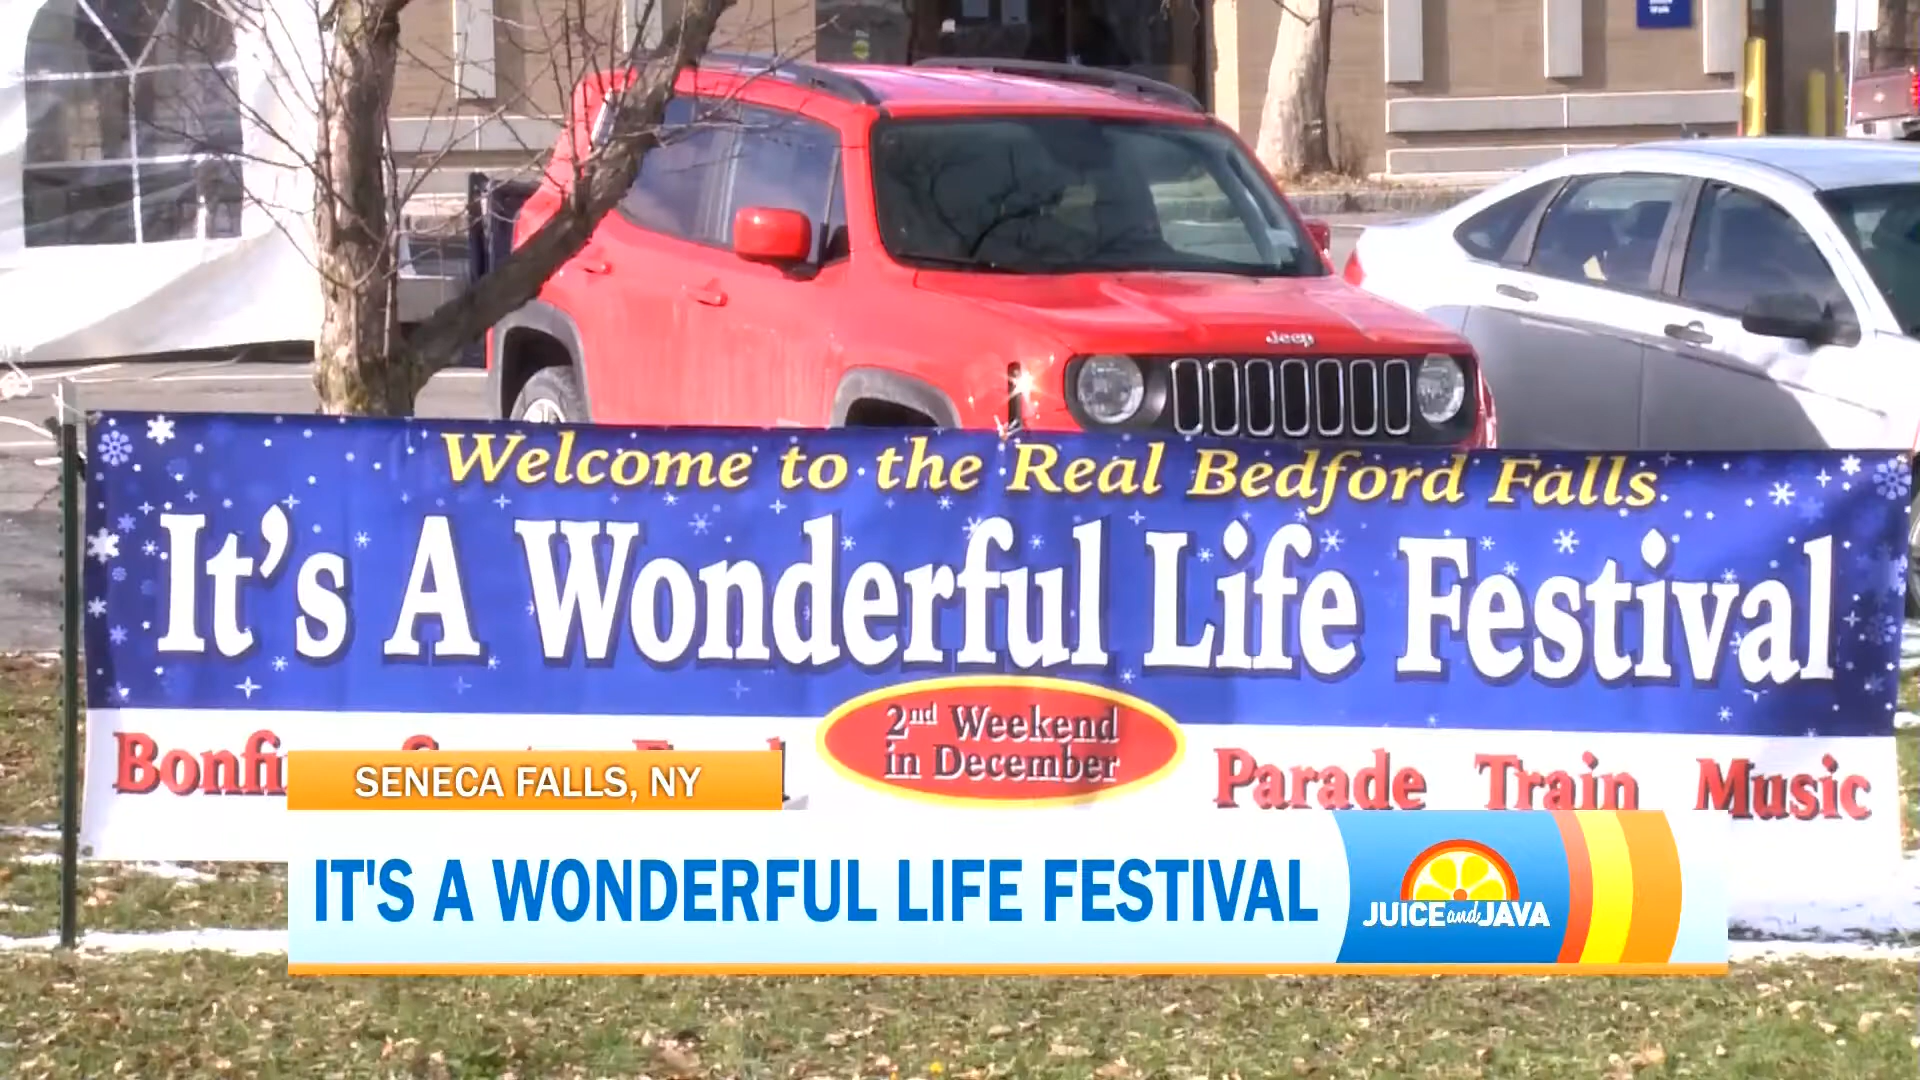 Jeep
Welcome to the Real Bedford Falls
It's A Wonderful Life Festival
2nd Weekend
in December
Parade Train Music
SENECA FALLS, NY
IT'S A WONDERFUL LIFE FESTIVAL
JUICE and JAVA